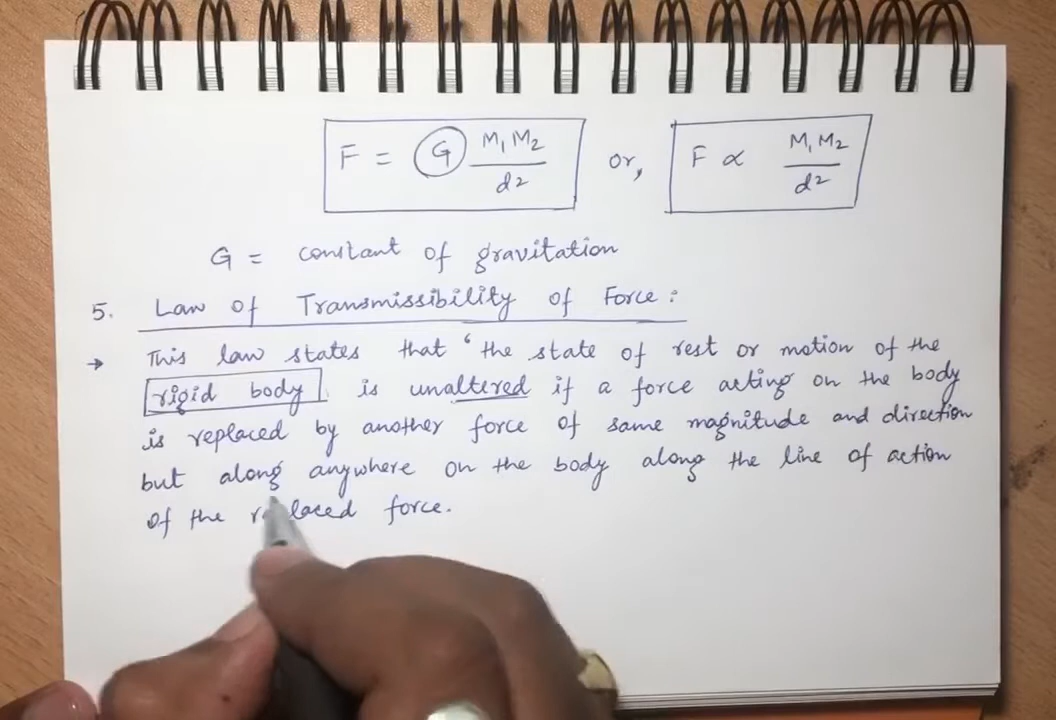 F = G M₁M₂ / d² or, F ∝ M₁M₂ / d²
G = constant of gravitation
5. Law of Transmissibility of Force :
→ This law states that ‘the state of rest or motion of the
rigid body is unaltered if a force acting on the body
is replaced by another force of same magnitude and direction
but along anywhere on the body along the line of action
of the replaced force.